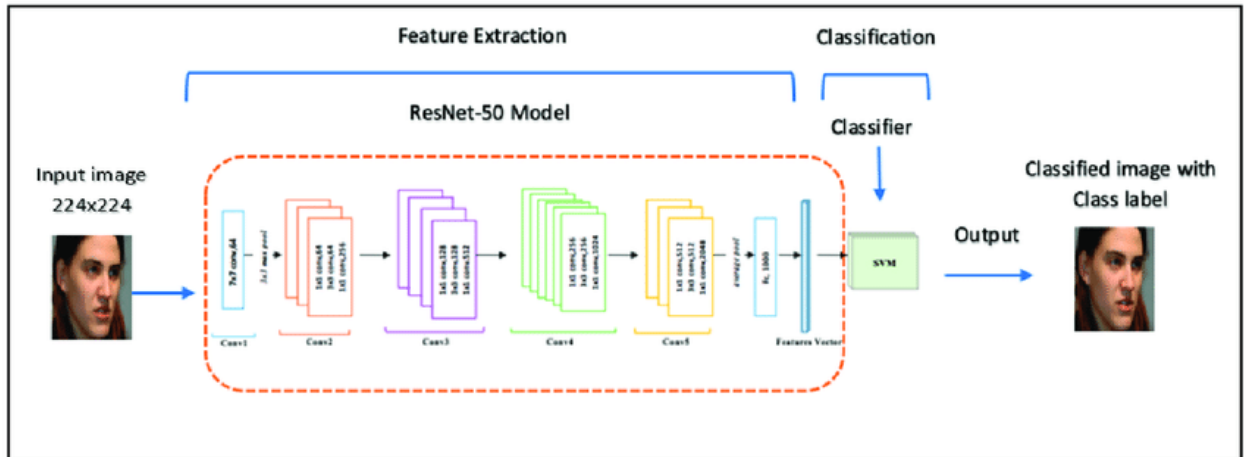 Feature Extraction
Classification
ResNet-50 Model
Classifier
Input image
224x224
Classified image with
Class label
7x7 conv,64
3x3 max pool
1x1 conv,64
3x3 conv,64
1x1 conv,256
1x1 conv,128
3x3 conv,128
1x1 conv,512
1x1 conv,256
3x3 conv,256
1x1 conv,1024
1x1 conv,512
3x3 conv,512
1x1 conv,2048
average pool
fc, 1000
SVM
Output
Conv1
Conv2
Conv3
Conv4
Conv5
Features Vector